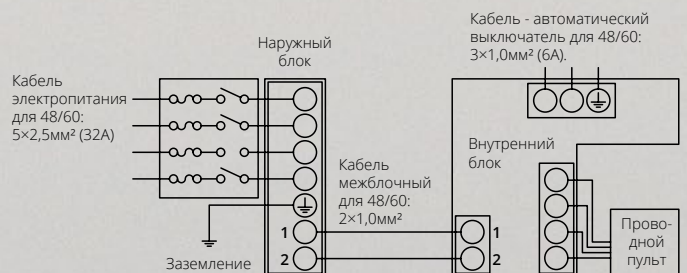 Кабель - автоматический
выключатель для 48/60:
3×1,0мм² (6А).
Наружный
блок
Кабель
электропитания
для 48/60:
5×2,5мм² (32А)
Внутренний
блок
Кабель
межблочный
для 48/60:
2×1,0мм²
Прово-
дной
пульт
1
2
1
2
Заземление